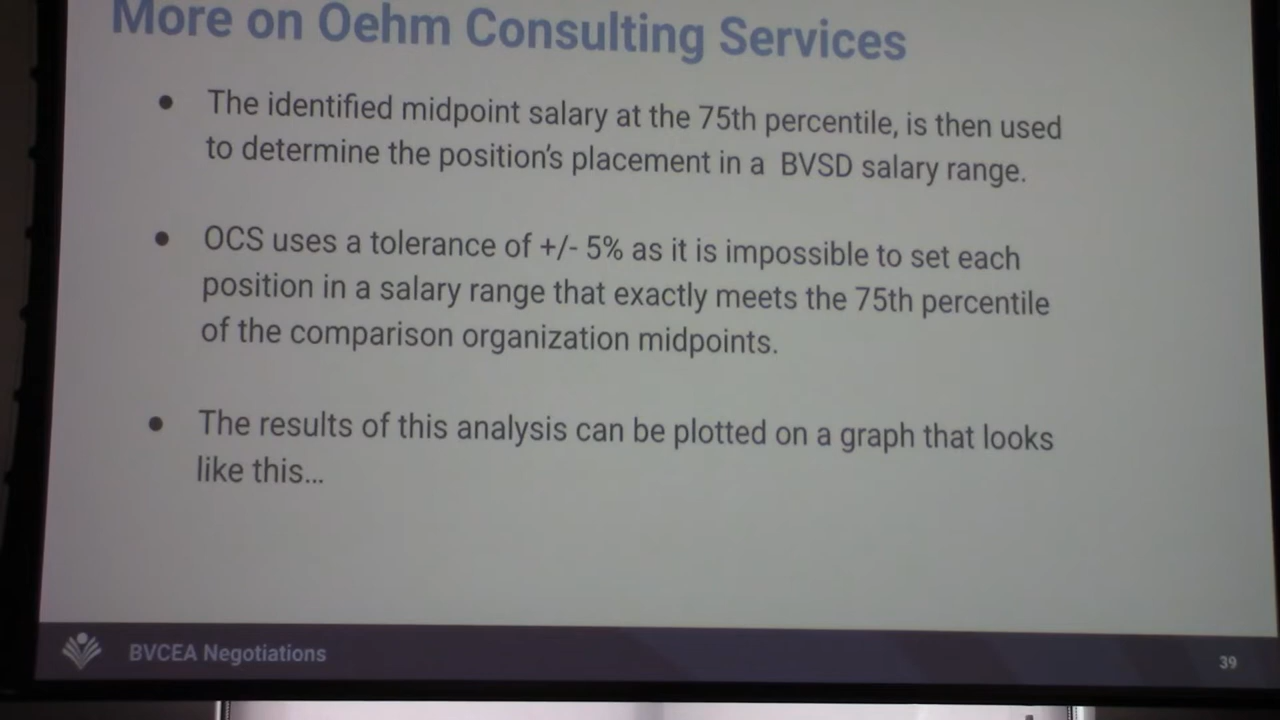 More on Oehm Consulting Services
● The identified midpoint salary at the 75th percentile, is then used
to determine the position's placement in a BVSD salary range.
● OCS uses a tolerance of +/- 5% as it is impossible to set each
position in a salary range that exactly meets the 75th percentile
of the comparison organization midpoints.
● The results of this analysis can be plotted on a graph that looks
like this...
BVCEA Negotiations
39